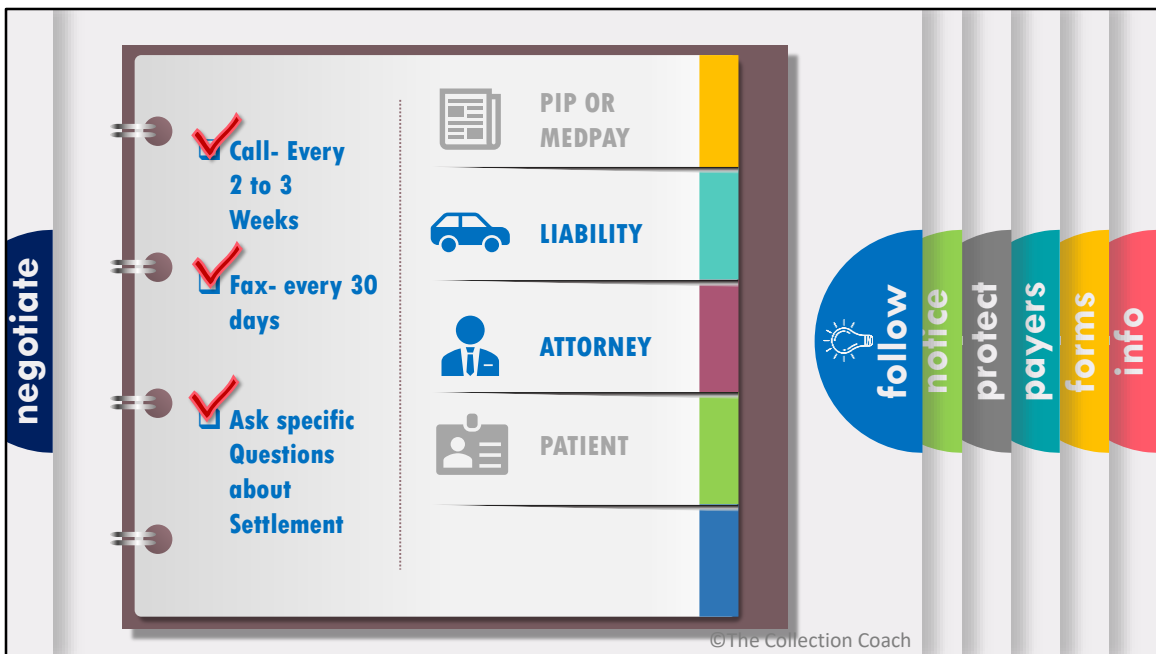 negotiate
Call- Every
2 to 3
Weeks
Fax- every 30
days
Ask specific
Questions
about
Settlement
PIP OR
MEDPAY
LIABILITY
ATTORNEY
PATIENT
follow
notice
protect
payers
forms
info
©The Collection Coach